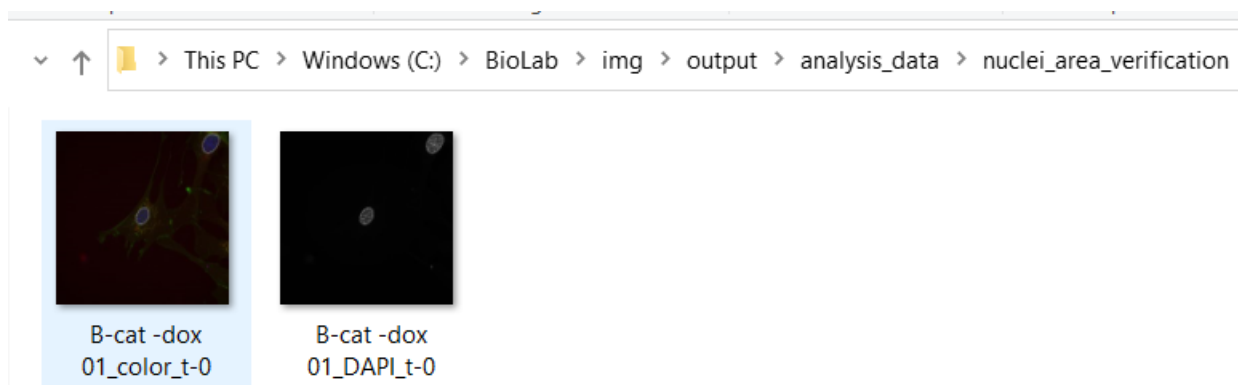 This PC > Windows (C:) > BioLab > img > output > analysis_data > nuclei_area_verification
B-cat -dox
01_color_t-0
B-cat -dox
01_DAPI_t-0